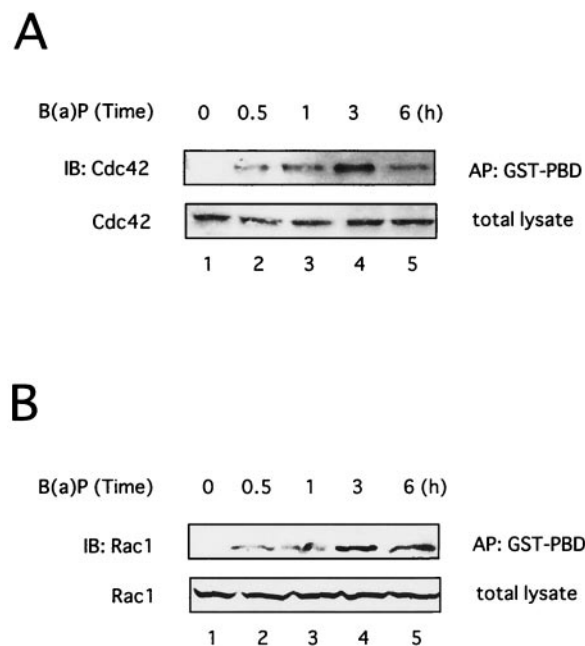 A
B(a)P (Time) 0 0.5 1 3 6 (h)
IB: Cdc42 AP: GST-PBD
Cdc42 total lysate
1 2 3 4 5
B
B(a)P (Time) 0 0.5 1 3 6 (h)
IB: Rac1 AP: GST-PBD
Rac1 total lysate
1 2 3 4 5